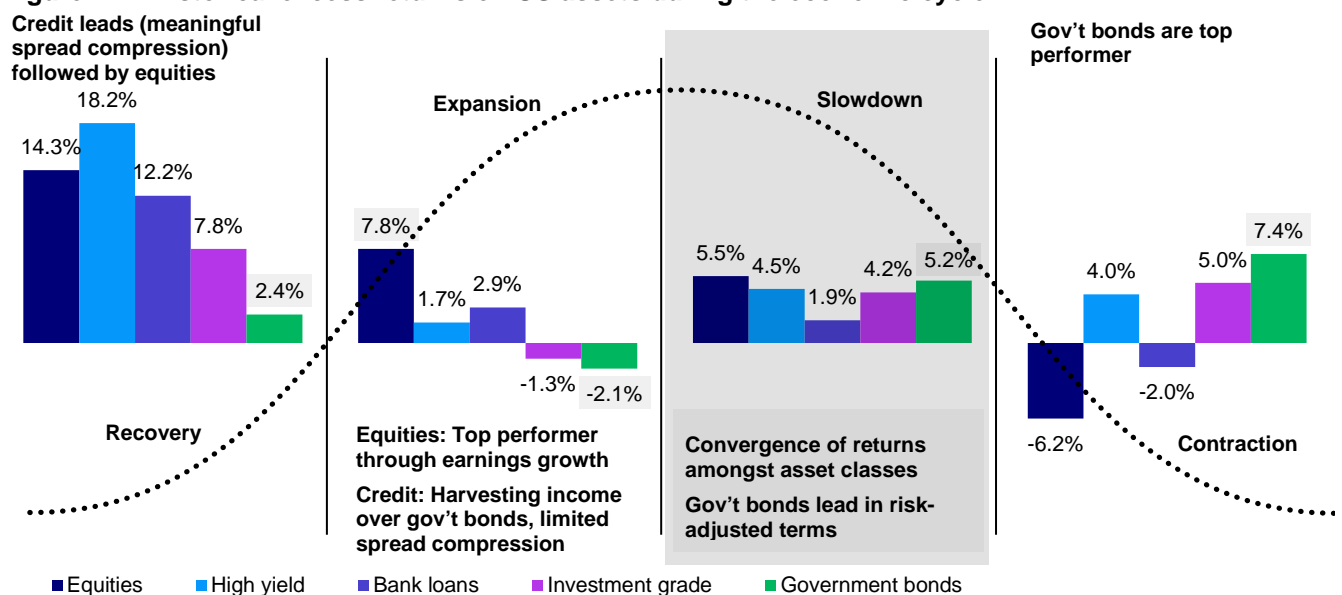 Credit leads (meaningful
spread compression)
followed by equities
Gov't bonds are top
performer
Expansion
Slowdown
18.2%
14.3%
12.2%
7.8%
2.4%
7.8%
1.7%
2.9%
-1.3%
-2.1%
5.5%
4.5%
1.9%
4.2%
5.2%
-6.2%
4.0%
-2.0%
5.0%
7.4%
Recovery
Equities: Top performer
through earnings growth
Credit: Harvesting income
over gov't bonds, limited
spread compression
Convergence of returns
amongst asset classes
Gov't bonds lead in risk-
adjusted terms
Contraction
Equities
High yield
Bank loans
Investment grade
Government bonds